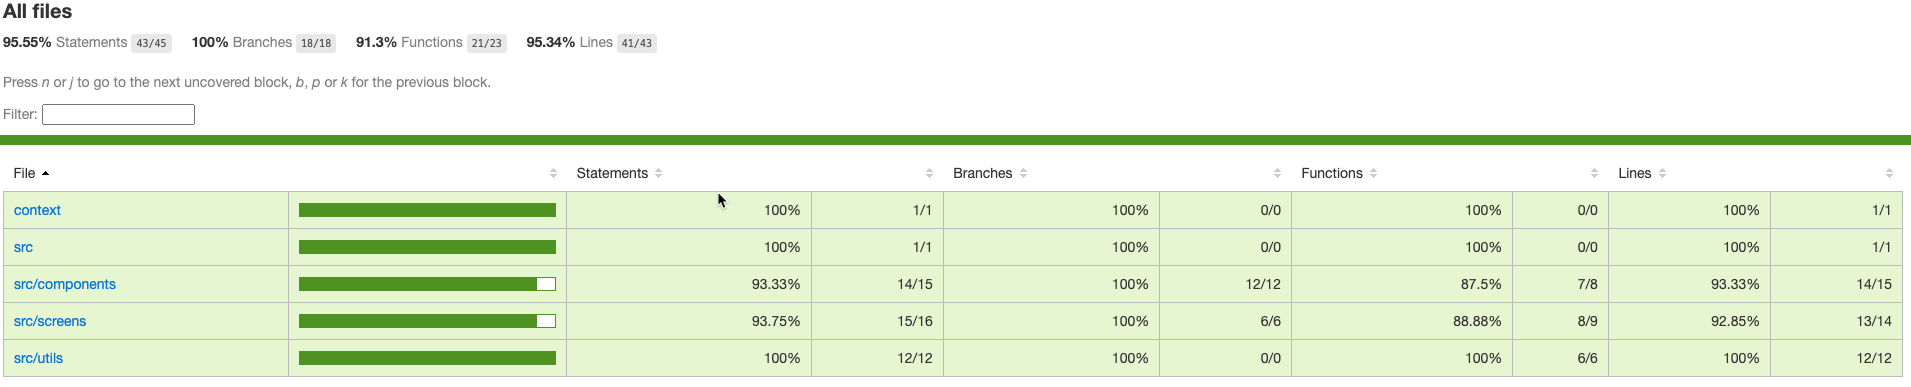 All files
95.55% Statements 43/45 100% Branches 18/18 91.3% Functions 21/23 95.34% Lines 41/43
Press n or j to go to the next uncovered block, b, p or k for the previous block.
Filter:
File Statements Branches Functions Lines
context 100% 1/1 100% 0/0 100% 0/0 100% 1/1
src 100% 1/1 100% 0/0 100% 0/0 100% 1/1
src/components 93.33% 14/15 100% 12/12 87.5% 7/8 93.33% 14/15
src/screens 93.75% 15/16 100% 6/6 88.88% 8/9 92.85% 13/14
src/utils 100% 12/12 100% 0/0 100% 6/6 100% 12/12